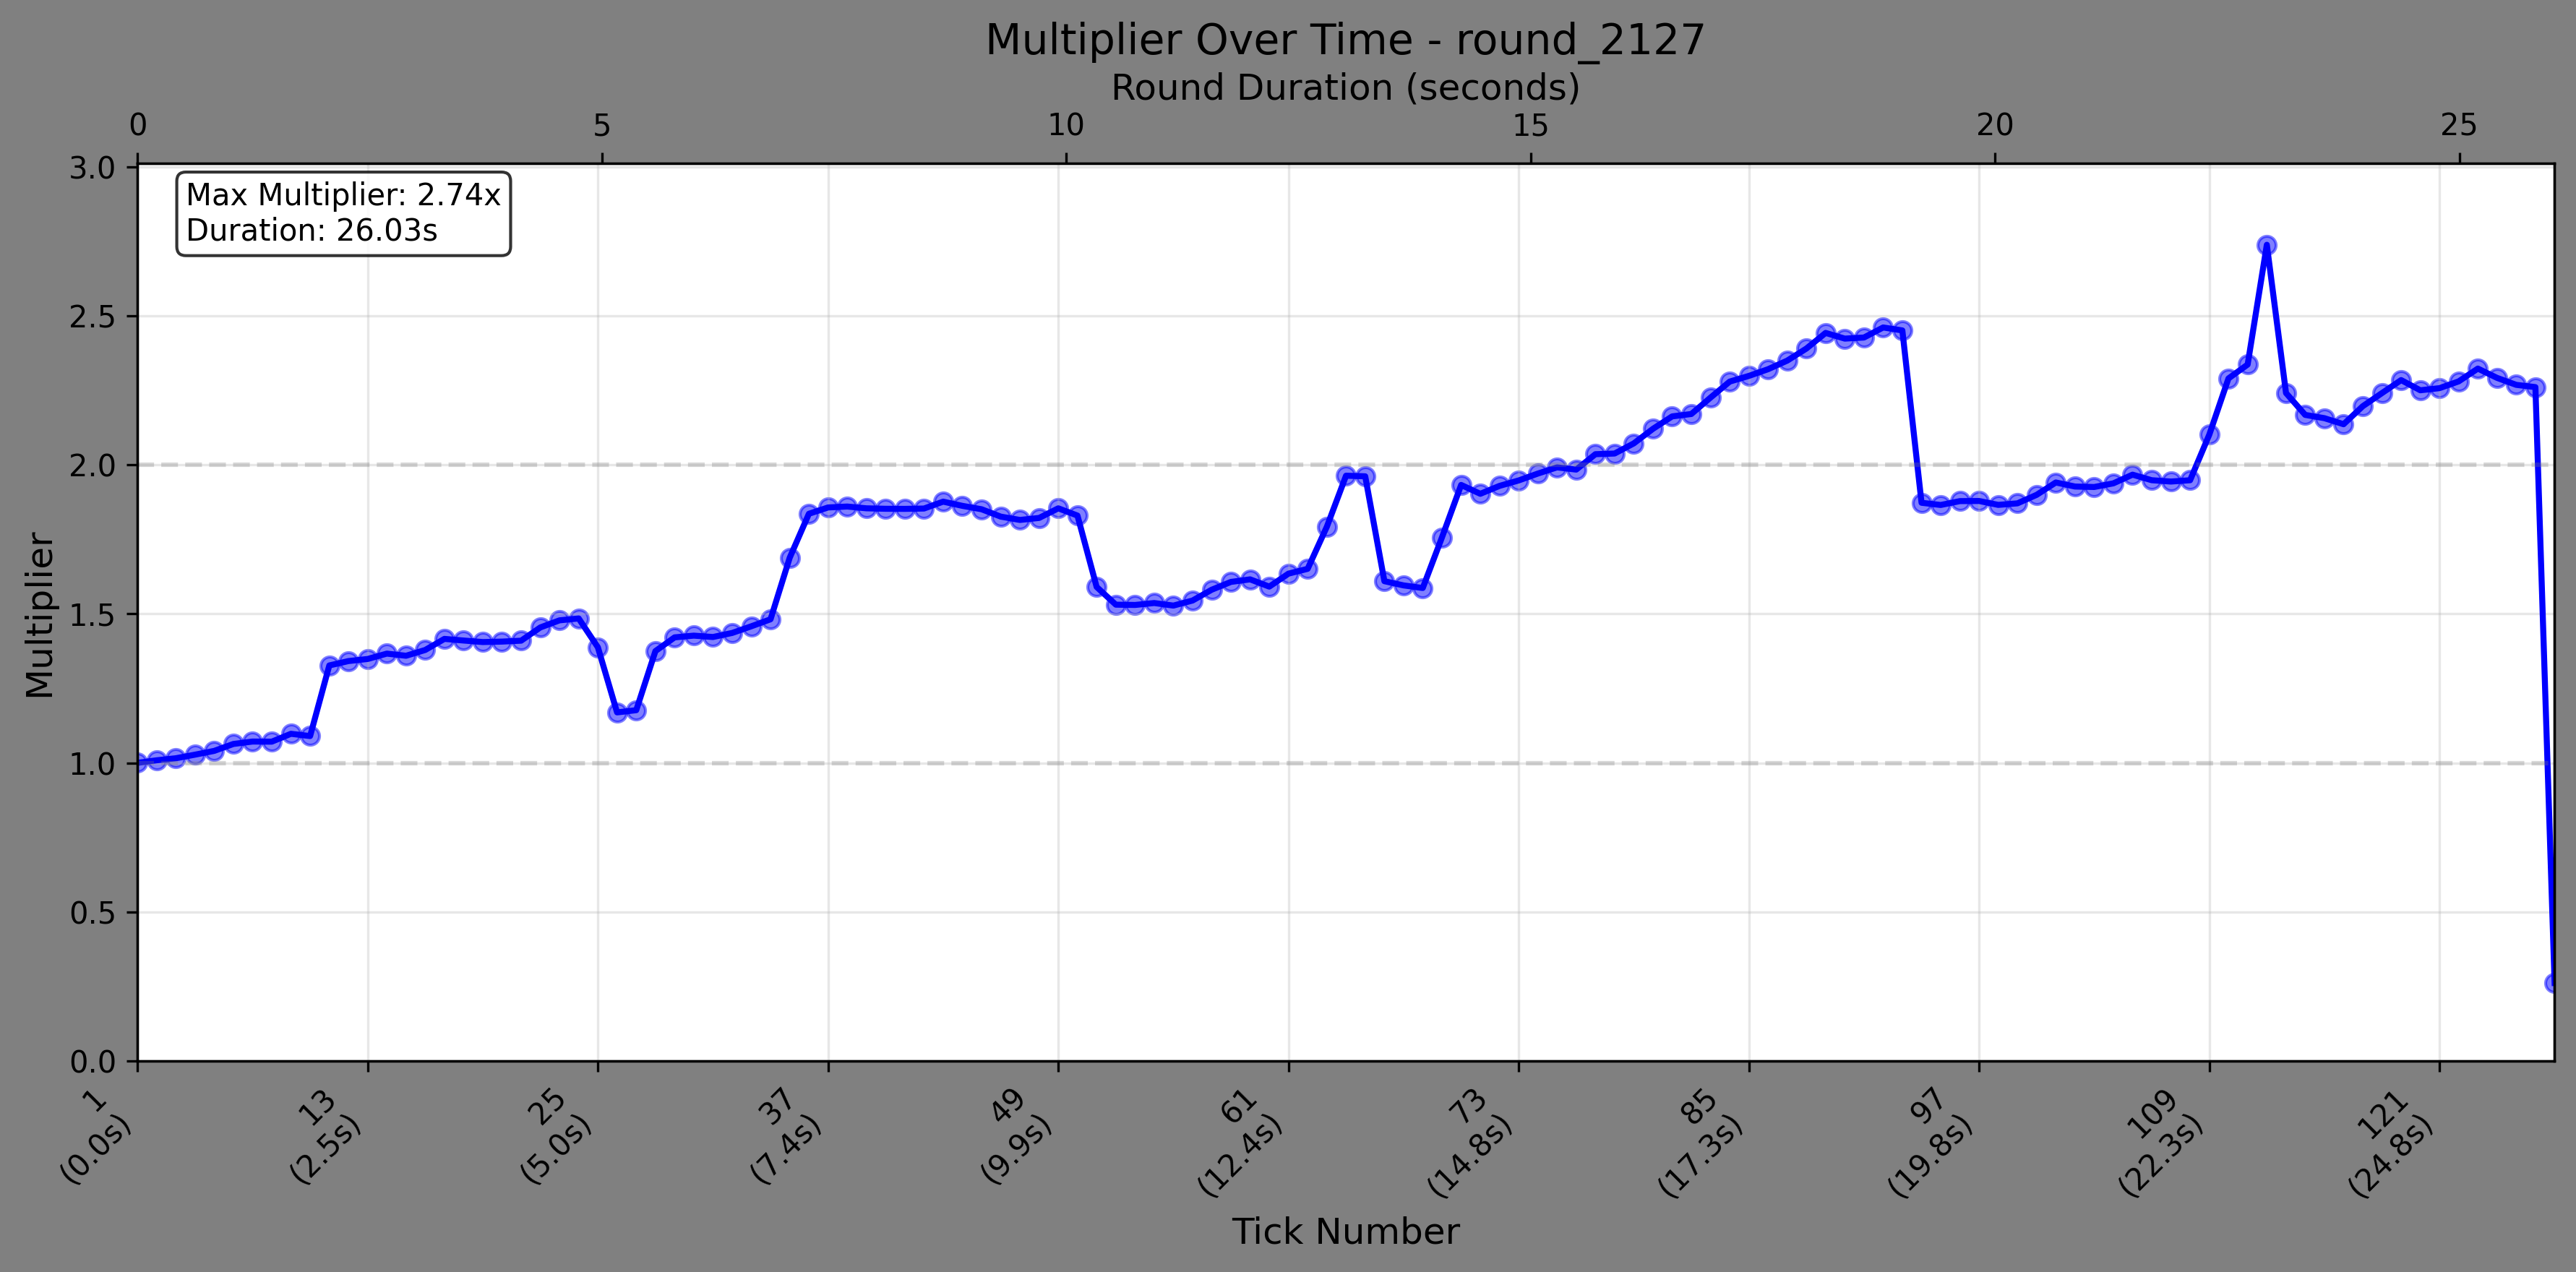 Multiplier Over Time - round_2127
Round Duration (seconds)
0 5 10 15 20 25
Max Multiplier: 2.74x
Duration: 26.03s
Multiplier
3.0
2.5
2.0
1.5
1.0
0.5
0.0
1 13 25 37 49 61 73 85 97 109 121
(0.0s) (2.5s) (5.0s) (7.4s) (9.9s) (12.4s) (14.8s) (17.3s) (19.8s) (22.3s) (24.8s)
Tick Number